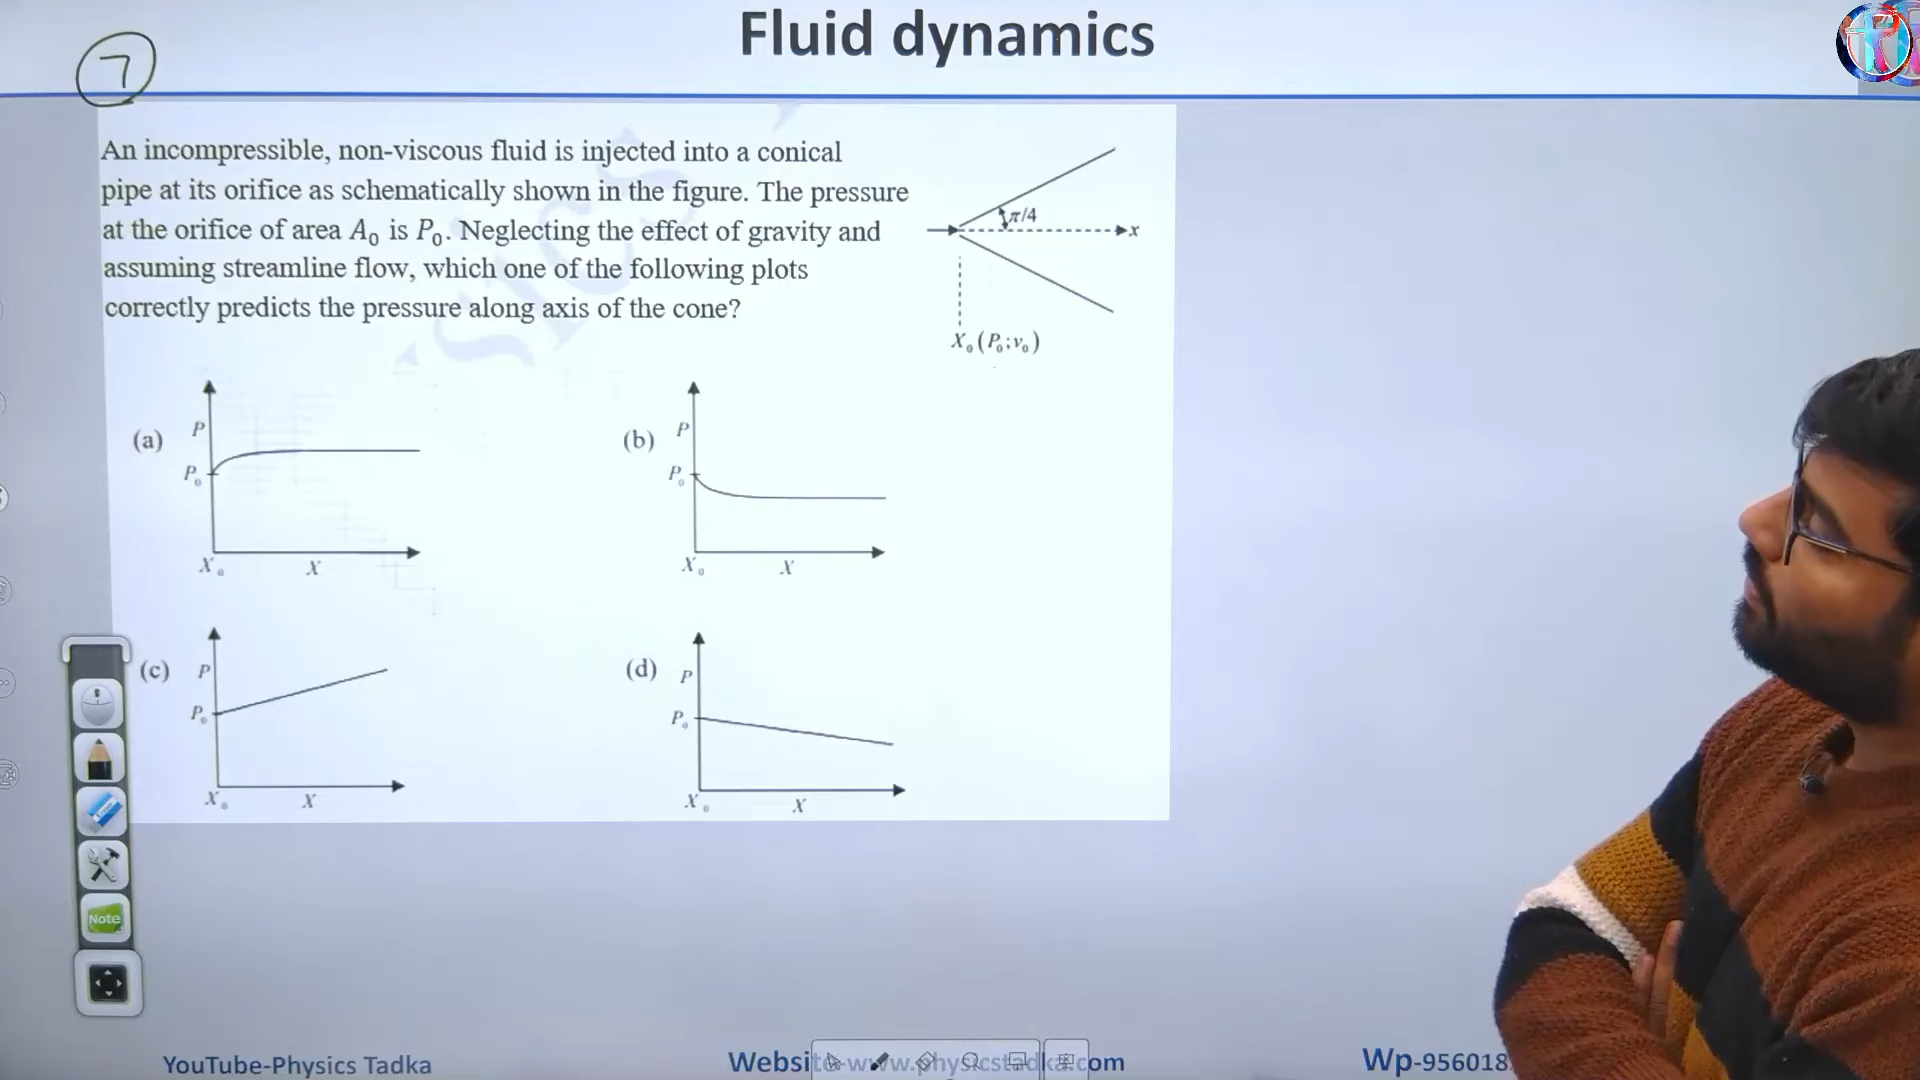 Fluid dynamics
7
An incompressible, non-viscous fluid is injected into a conical
pipe at its orifice as schematically shown in the figure. The pressure
at the orifice of area A₀ is P₀. Neglecting the effect of gravity and
assuming streamline flow, which one of the following plots
correctly predicts the pressure along axis of the cone?
π/4
x
X₀(P₀;v₀)
(a)
P
P₀
X₀
X
(b)
P
P₀
X₀
X
(c)
P
P₀
X₀
X
(d)
P
P₀
X₀
X
Note
YouTube-Physics Tadka
Website-www.physicstadka.com
Wp-956018